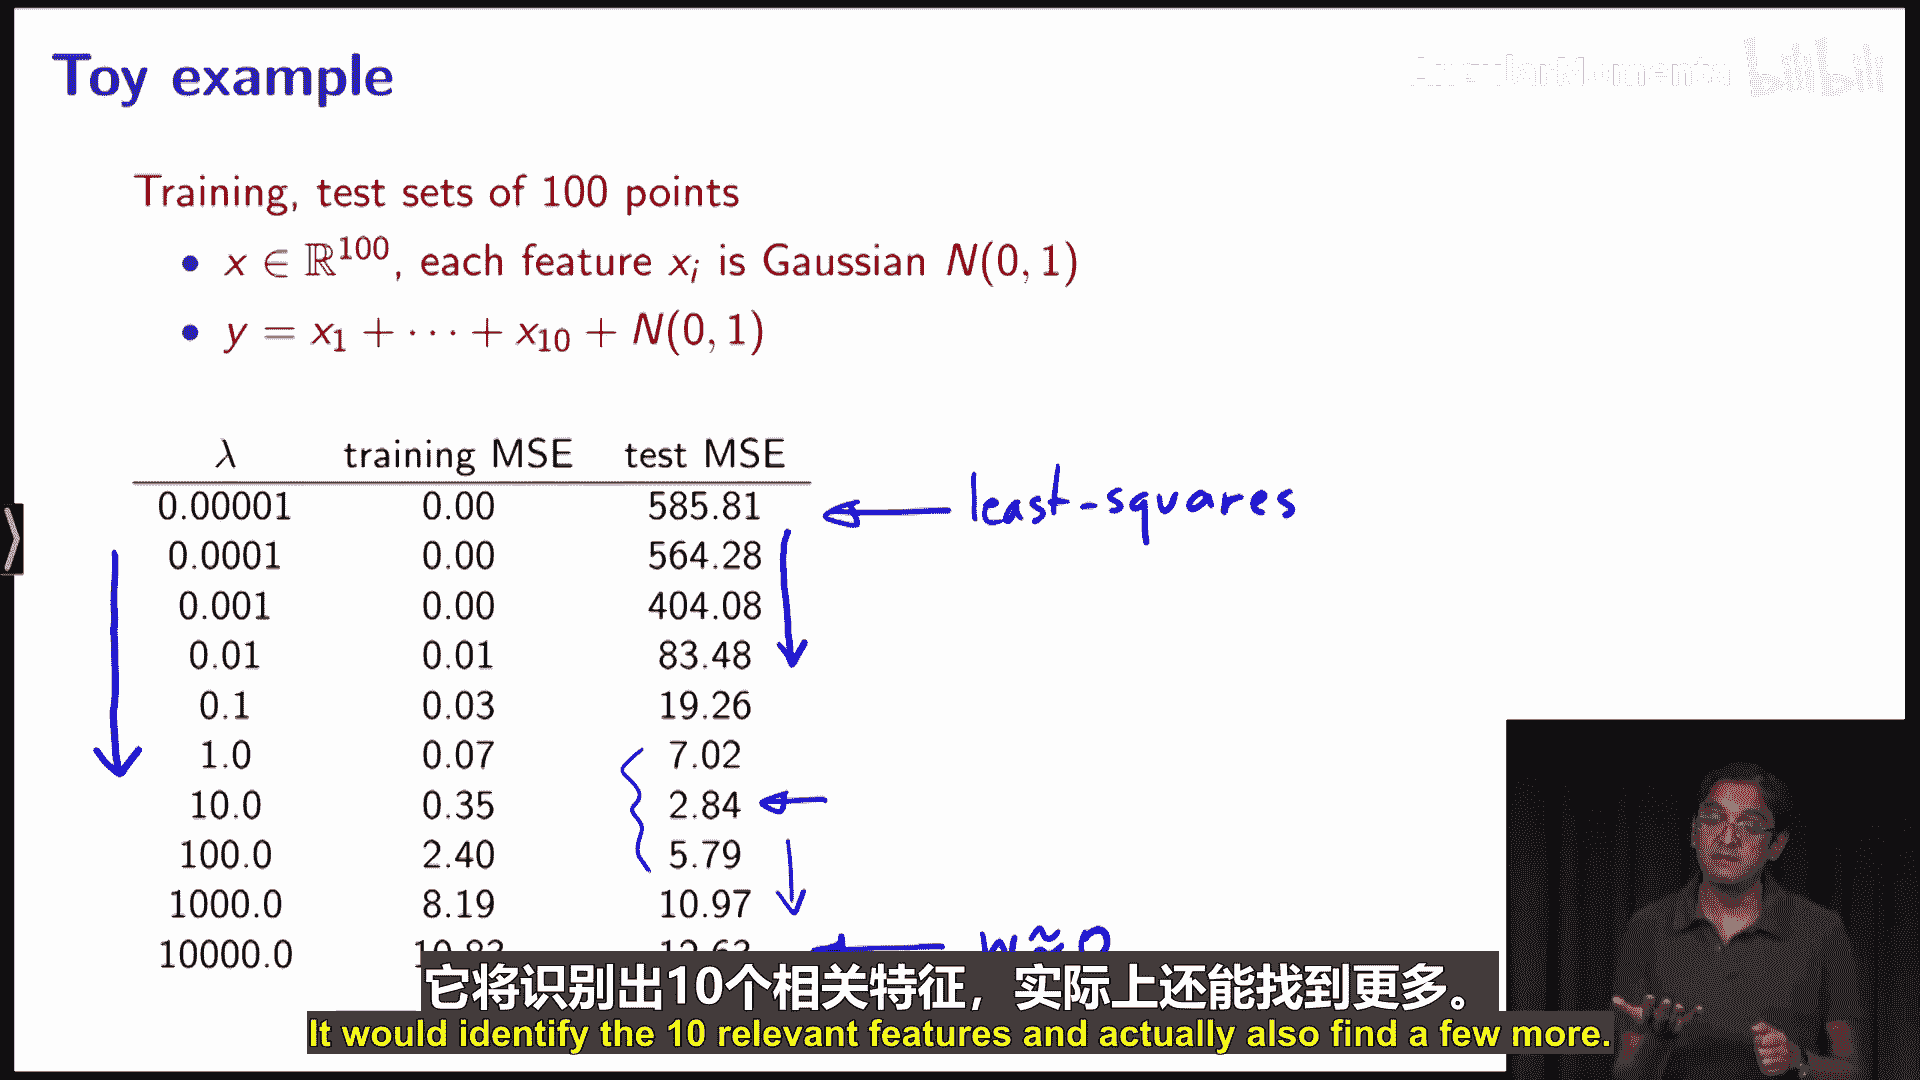 Toy example
bilibili
Training, test sets of 100 points
• x ∈ ℝ¹⁰⁰, each feature xᵢ is Gaussian N(0, 1)
• y = x₁ + ··· + x₁₀ + N(0, 1)
λ training MSE test MSE
0.00001 0.00 585.81 least-squares
0.0001 0.00 564.28
0.001 0.00 404.08
0.01 0.01 83.48
0.1 0.03 19.26
1.0 0.07 7.02
10.0 0.35 2.84
100.0 2.40 5.79
1000.0 8.19 10.97
10000.0 w ≈ 0
它将识别出10个相关特征，实际上还能找到更多。
It would identify the 10 relevant features and actually also find a few more.